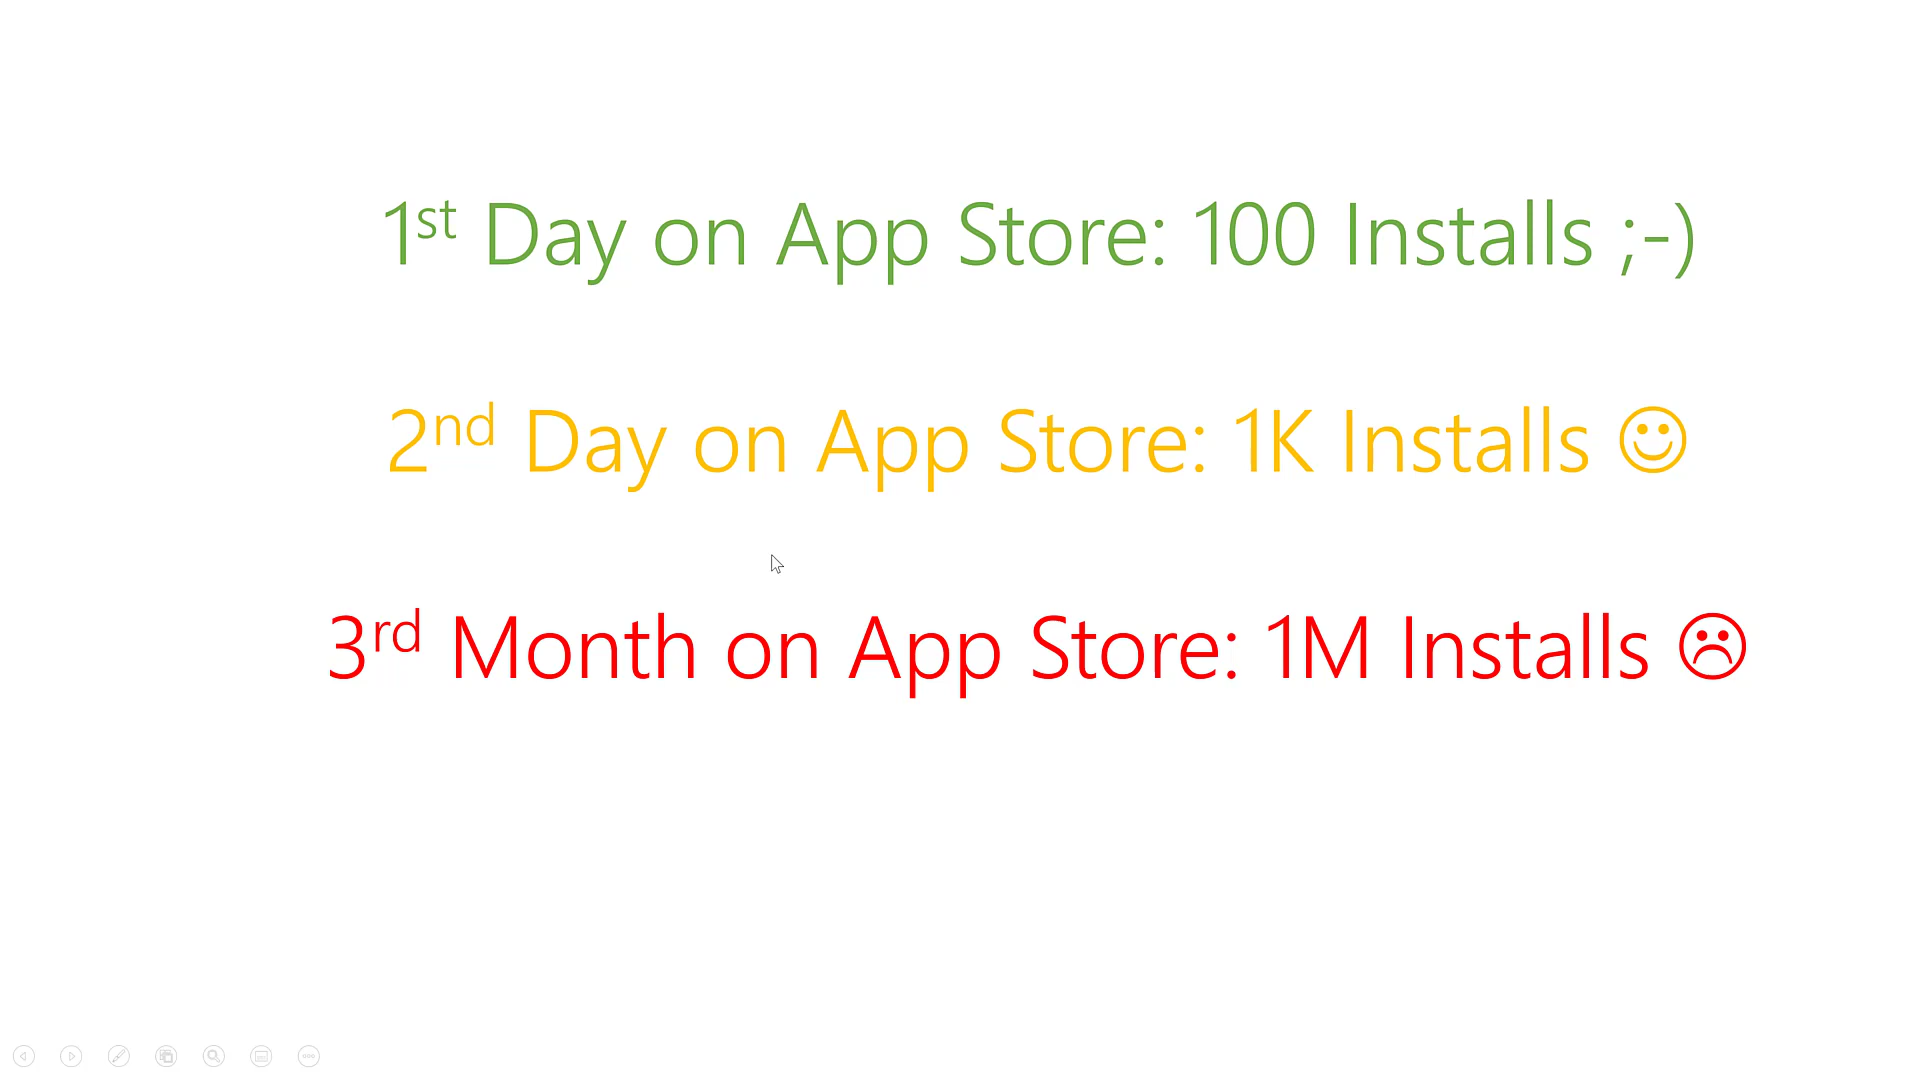 1st Day on App Store: 100 Installs ;-)
2nd Day on App Store: 1K Installs ☺
3rd Month on App Store: 1M Installs ☹